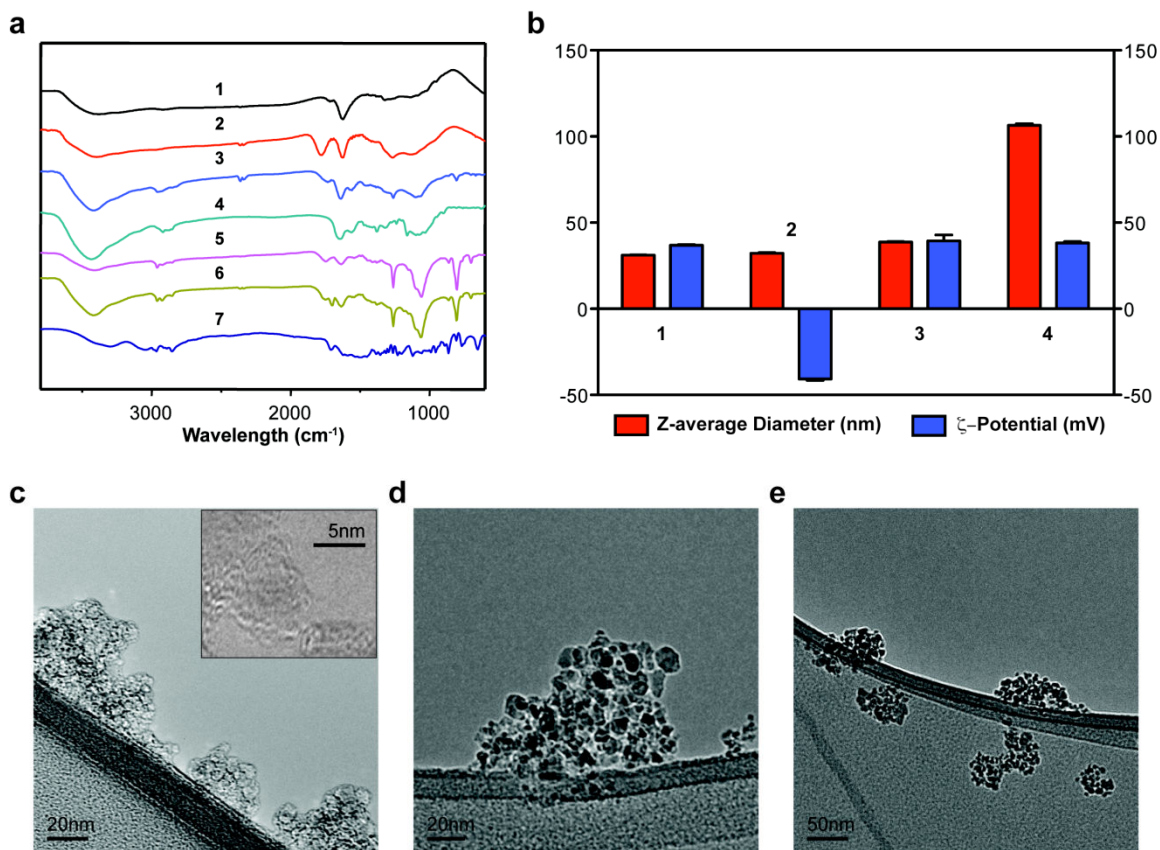 a
1
2
3
4
5
6
7
3000 2000 1000
Wavelength (cm⁻¹)
b
150 150
100 100
50 50
0 0
-50 -50
1 2 3 4
Z-average Diameter (nm) ζ-Potential (mV)
c
5nm
20nm
d
20nm
e
50nm